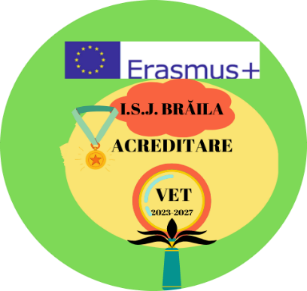 Erasmus+
I.S.J. BRĂILA
ACREDITARE
VET
2023-2027